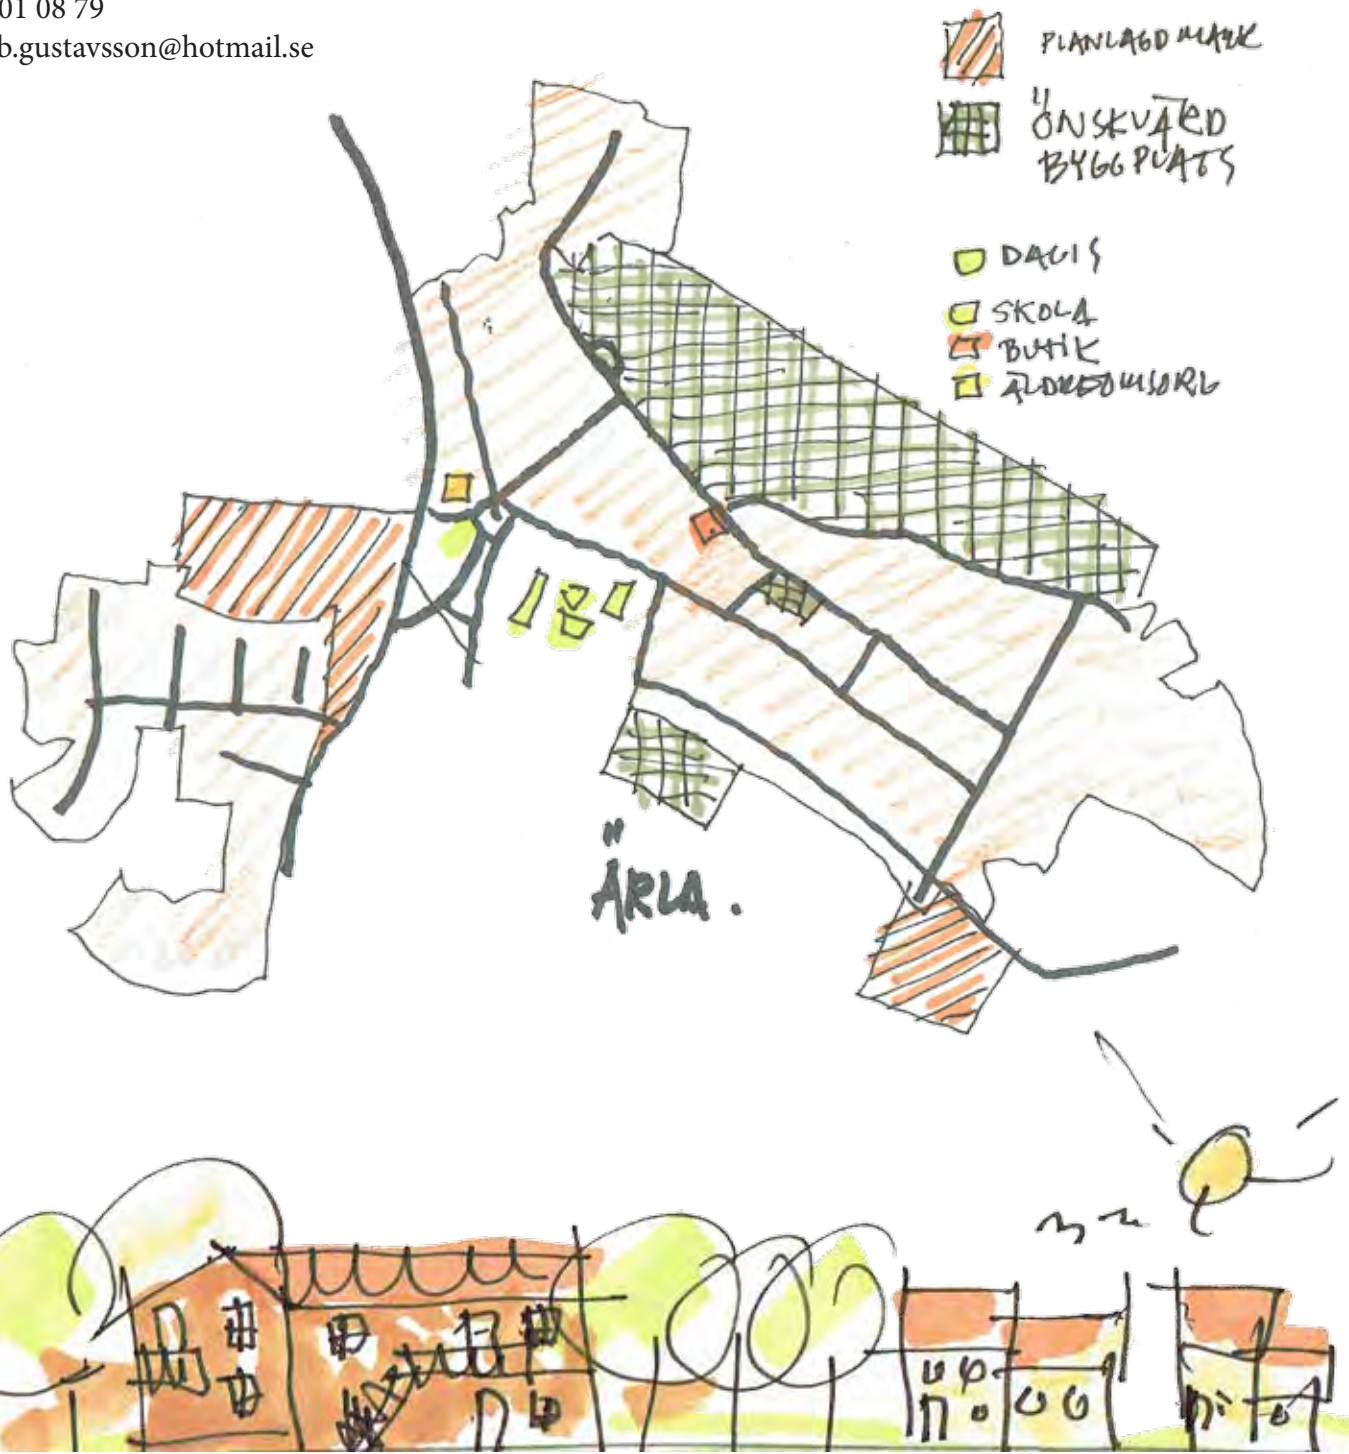 01 08 79
b.gustavsson@hotmail.se
PLANLAGD MARK
ÖNSKVÄRD
BYGGPLATS
DAGIS
SKOLA
BUTIK
ÄLDREOMSORG
ÄRLA.